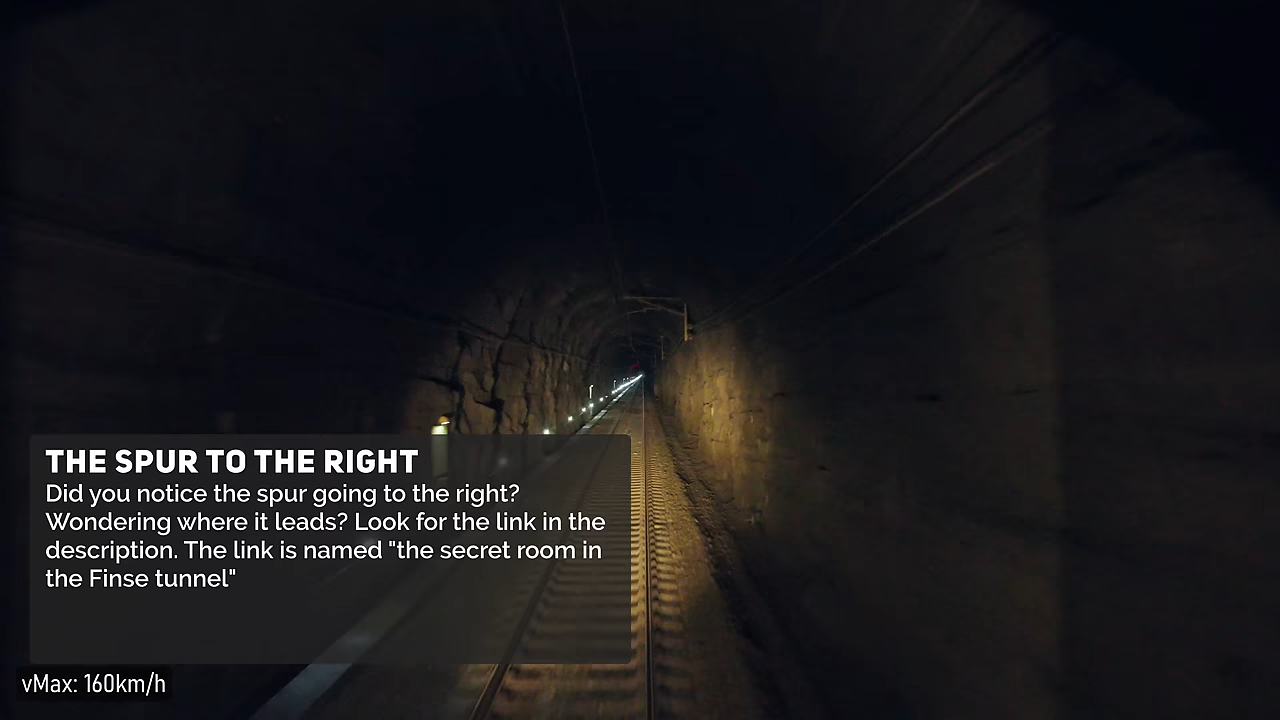 THE SPUR TO THE RIGHT
Did you notice the spur going to the right?
Wondering where it leads? Look for the link in the
description. The link is named "the secret room in
the Finse tunnel"
vMax: 160km/h